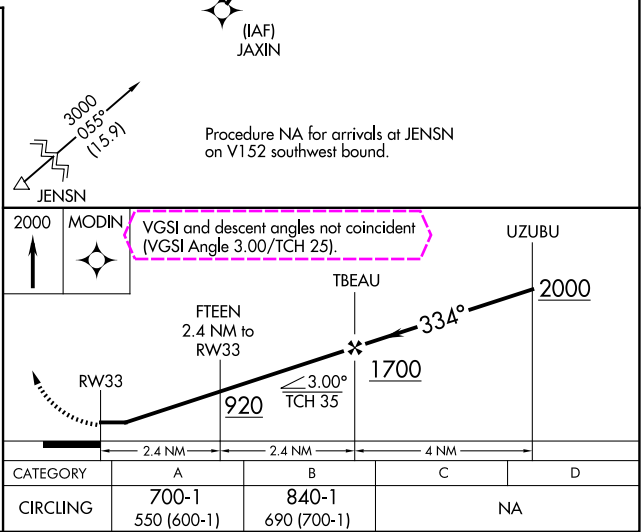 (IAF)
JAXIN
3000
055°
(15.9)
JENSN
Procedure NA for arrivals at JENSN
on V152 southwest bound.
2000
MODIN
VGSI and descent angles not coincident
(VGSI Angle 3.00/TCH 25).
UZUBU
TBEAU
2000
FTEEN
2.4 NM to
RW33
334°
1700
RW33
3.00°
TCH 35
920
2.4 NM
2.4 NM
4 NM
CATEGORY A B C D
CIRCLING 700-1 840-1 NA
550 (600-1) 690 (700-1)